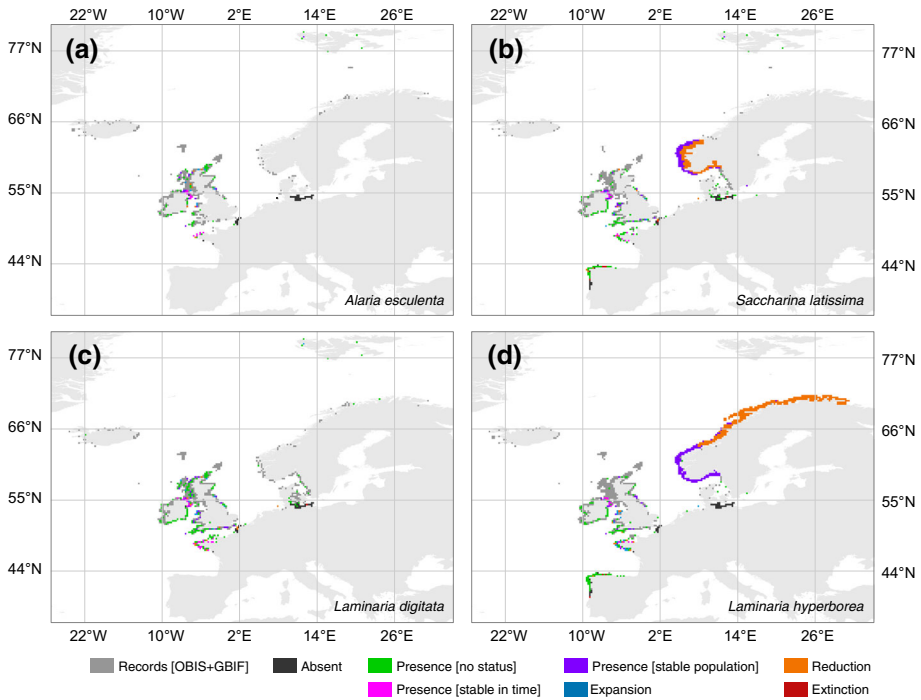 22°W 10°W 2°E 14°E 26°E 22°W 10°W 2°E 14°E 26°E
(a)
(b)
77°N 77°N
66°N 66°N
55°N 55°N
44°N 44°N
Alaria esculenta
Saccharina latissima
(c)
(d)
77°N 77°N
66°N 66°N
55°N 55°N
44°N 44°N
Laminaria digitata
Laminaria hyperborea
22°W 10°W 2°E 14°E 26°E 22°W 10°W 2°E 14°E 26°E
Records [OBIS+GBIF] Absent Presence [no status] Presence [stable population] Reduction
Presence [stable in time] Expansion Extinction